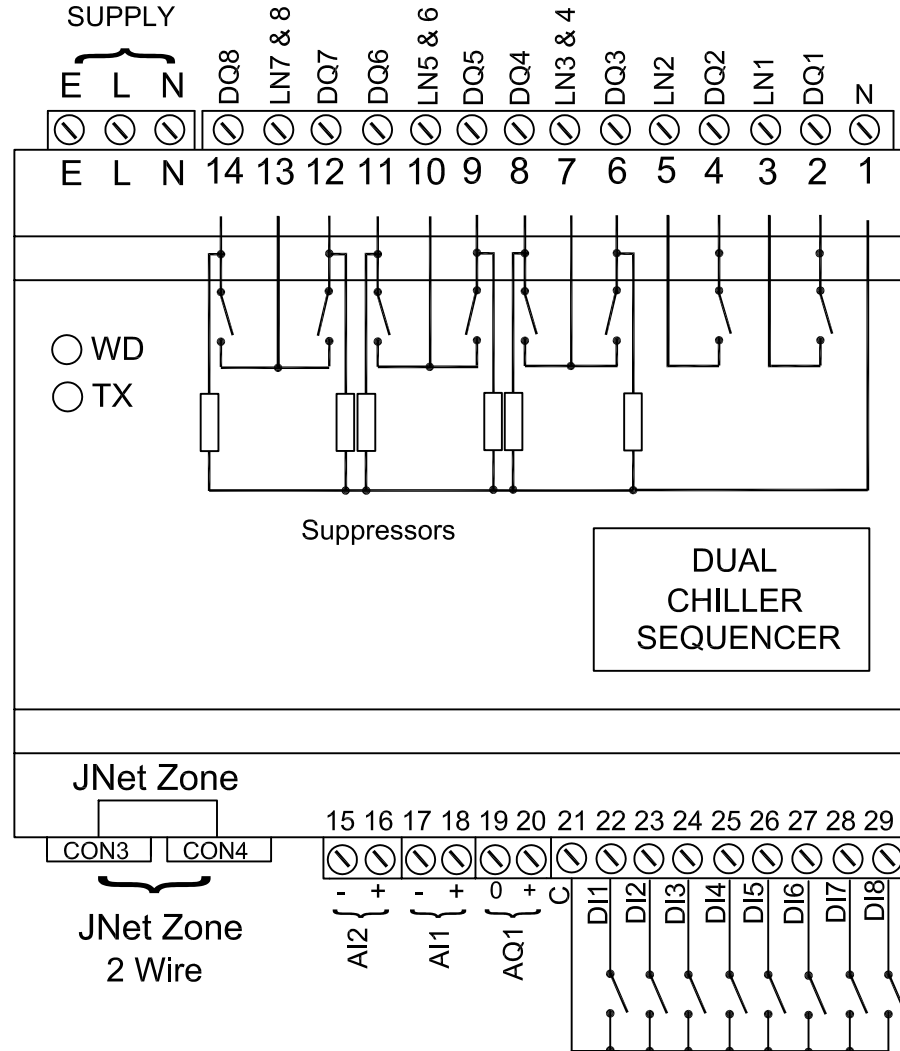 SUPPLY
E L N
DQ8 LN7 & 8 DQ7 DQ6 LN5 & 6 DQ5 DQ4 LN3 & 4 DQ3 LN2 DQ2 LN1 DQ1 N
E L N 14 13 12 11 10 9 8 7 6 5 4 3 2 1
WD
TX
Suppressors
DUAL
CHILLER
SEQUENCER
JNet Zone
15 16 17 18 19 20 21 22 23 24 25 26 27 28 29
CON3 CON4
- + - + 0 + C DI1 DI2 DI3 DI4 DI5 DI6 DI7 DI8
AI2 AI1 AQ1
JNet Zone
2 Wire